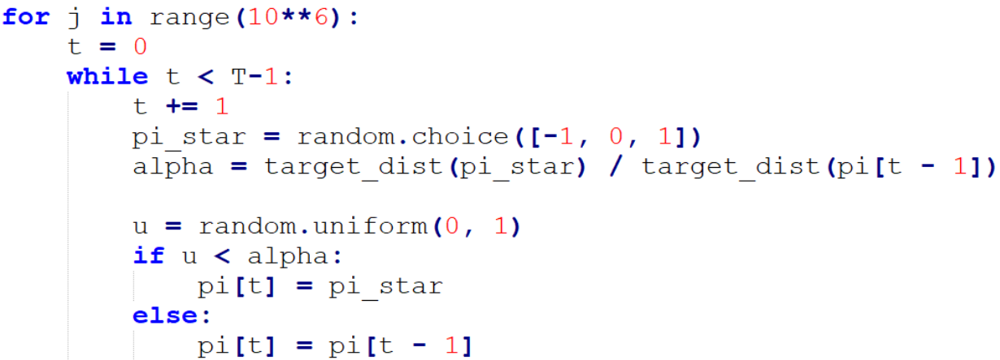 for j in range(10**6):
    t = 0
    while t < T-1:
        t += 1
        pi_star = random.choice([-1, 0, 1])
        alpha = target_dist(pi_star) / target_dist(pi[t - 1])

        u = random.uniform(0, 1)
        if u < alpha:
            pi[t] = pi_star
        else:
            pi[t] = pi[t - 1]